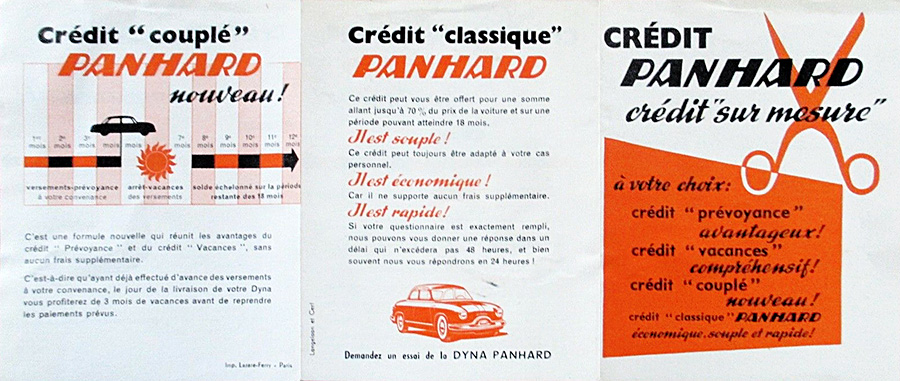 Crédit "couplé"
PANHARD
nouveau!
1er mois 2e mois 3e mois 7e mois 8e mois 9e mois 10e mois 11e mois 12e mois
versements-prévoyance
à votre convenance
arrêt-vacances
des versements
solde échelonné sur la période
restante des 18 mois
C'est une formule nouvelle qui réunit les avantages du
crédit " Prévoyance " et du crédit " Vacances ", sans
aucun frais supplémentaire.
C'est-à-dire qu'ayant déjà effectué d'avance des versements
à votre convenance, le jour de la livraison de votre Dyna
vous profiterez de 3 mois de vacances avant de reprendre
les paiements prévus.
Imp. Lazare-Ferry - Paris
Crédit "classique"
PANHARD
Ce crédit peut vous être offert pour une somme
allant jusqu'à 70 % du prix de la voiture et sur une
période pouvant atteindre 18 mois.
Il est souple !
Ce crédit peut toujours être adapté à votre cas
personnel.
Il est économique !
Car il ne supporte aucun frais supplémentaire.
Il est rapide!
Si votre questionnaire est exactement rempli,
nous pouvons vous donner une réponse dans un
délai qui n'excédera pas 48 heures, et bien
souvent nous vous répondrons en 24 heures !
Demandez un essai de la DYNA PANHARD
CRÉDIT
PANHARD
crédit "sur mesure"
à votre choix:
crédit " prévoyance "
avantageux!
crédit " vacances "
compréhensif!
crédit " couplé "
nouveau!
crédit " classique " PANHARD
économique. souple et rapide!